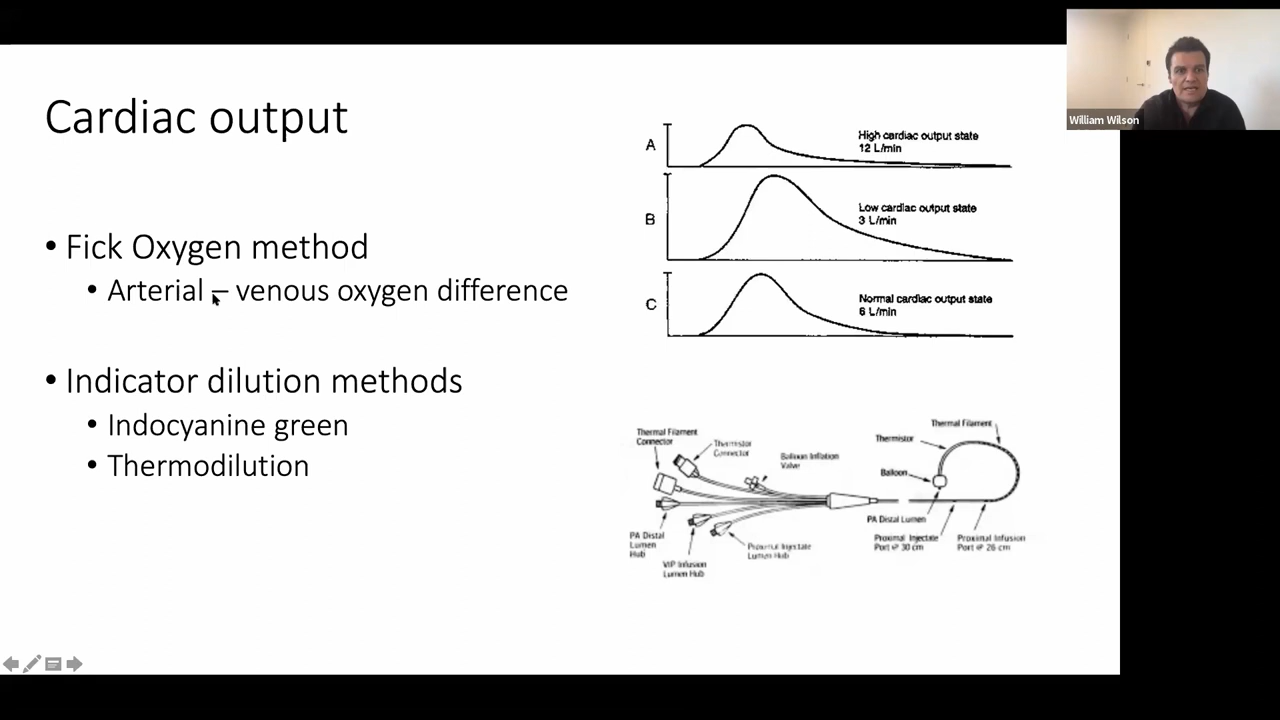 William Wilson
Cardiac output
• Fick Oxygen method
• Arterial – venous oxygen difference
• Indicator dilution methods
• Indocyanine green
• Thermodilution
A
High cardiac output state
12 L/min
B
Low cardiac output state
3 L/min
C
Normal cardiac output state
6 L/min
Thermal Filament
Connector
Thermistor
Connector
Balloon Inflation
Valve
Thermal Filament
Thermistor
Balloon
PA Distal Lumen
Proximal Injectate
Port @ 30 cm
Proximal Infusion
Port @ 26 cm
PA Distal
Lumen
Hub
VIP Infusion
Lumen Hub
Proximal Injectate
Lumen Hub